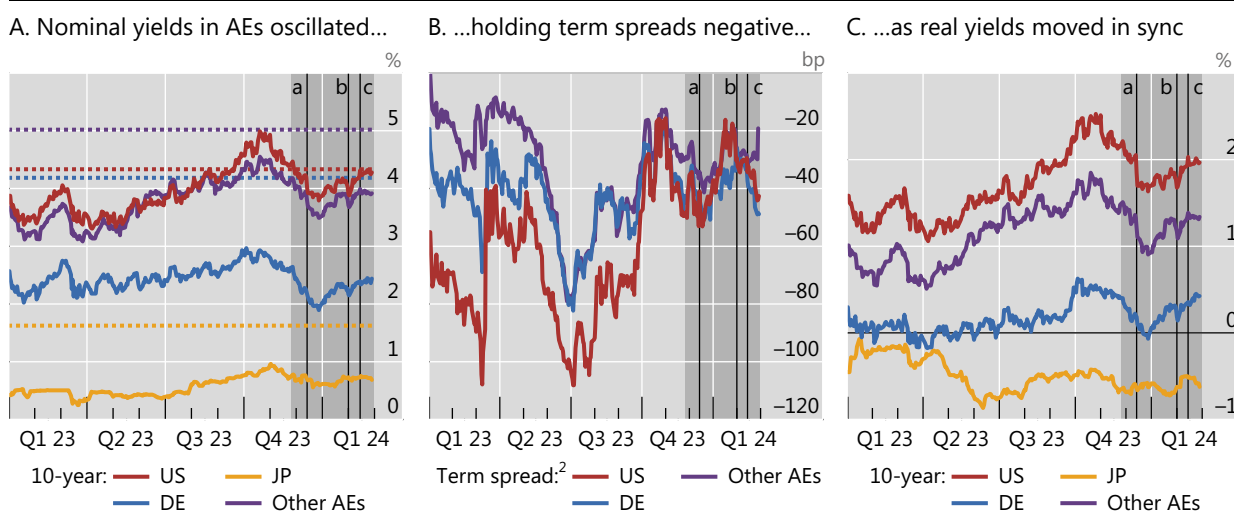 A. Nominal yields in AEs oscillated...
%
a b c
5
4
3
2
1
0
Q1 23 Q2 23 Q3 23 Q4 23 Q1 24
10-year: US JP
DE Other AEs
B. ...holding term spreads negative...
bp
a b c
–20
–40
–60
–80
–100
–120
Q1 23 Q2 23 Q3 23 Q4 23 Q1 24
Term spread:2 US Other AEs
DE
C. ...as real yields moved in sync
%
a b c
2
1
0
–1
Q1 23 Q2 23 Q3 23 Q4 23 Q1 24
10-year: US JP
DE Other AEs